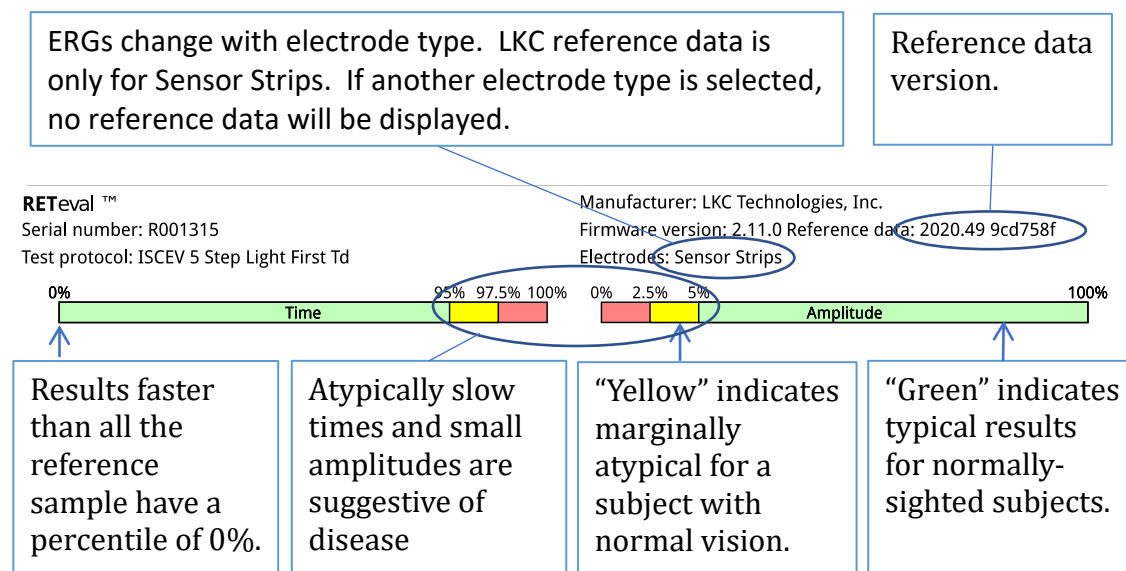 ERGs change with electrode type.  LKC reference data is
only for Sensor Strips.  If another electrode type is selected,
no reference data will be displayed.
Reference data
version.
RETeval ™
Serial number: R001315
Test protocol: ISCEV 5 Step Light First Td
Manufacturer: LKC Technologies, Inc.
Firmware version: 2.11.0 Reference data: 2020.49 9cd758f
Electrodes: Sensor Strips
0% 95% 97.5% 100%
Time
0% 2.5% 5% 100%
Amplitude
Results faster
than all the
reference
sample have a
percentile of 0%.
Atypically slow
times and small
amplitudes are
suggestive of
disease
“Yellow” indicates
marginally
atypical for a
subject with
normal vision.
“Green” indicates
typical results
for normally-
sighted subjects.